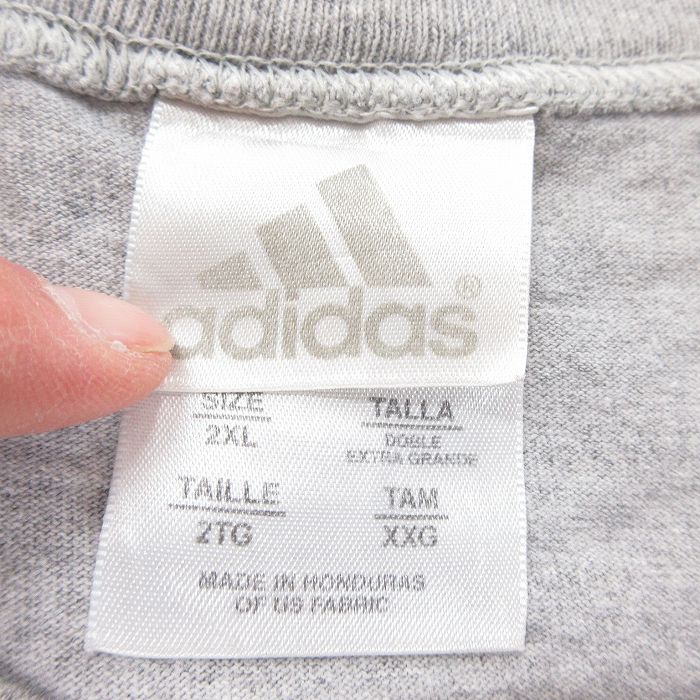 adidas®
SIZE TALLA
2XL DOBLE
EXTRA GRANDE
TAILLE TAM
2TG XXG
MADE IN HONDURAS
OF US FABRIC